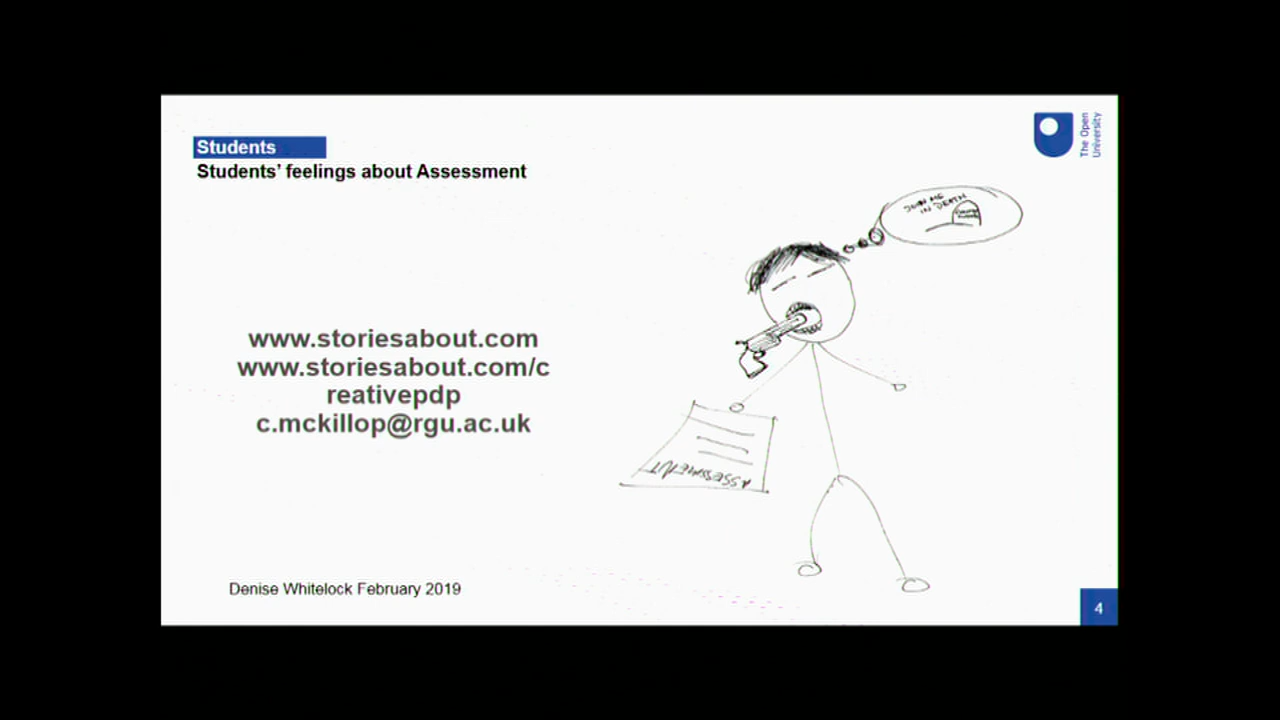 Students
Students' feelings about Assessment
The Open
University
JOIN ME
IN DEATH
www.storiesabout.com
www.storiesabout.com/c
reativepdp
c.mckillop@rgu.ac.uk
ASSESSMENT
Denise Whitelock February 2019
4